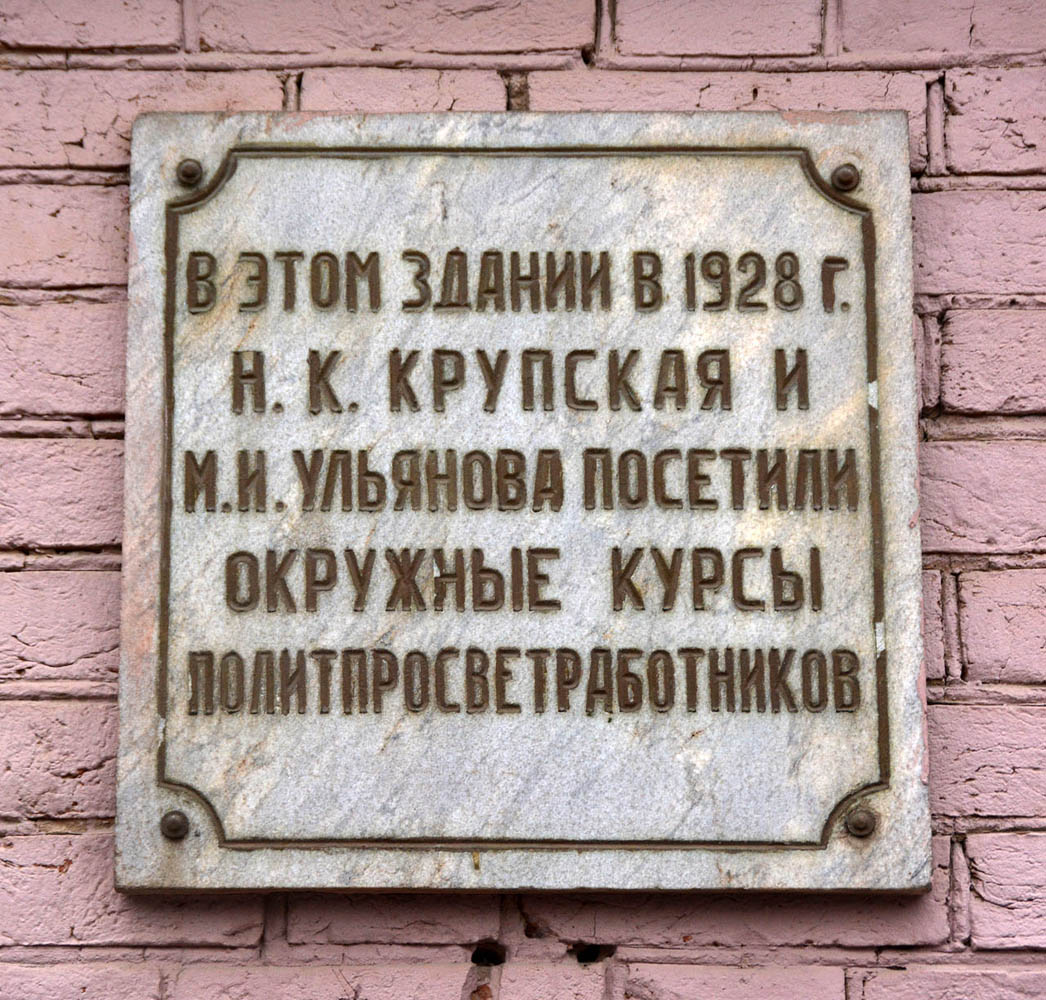 В ЭТОМ ЗДАНИИ В 1928 Г.
Н. К. КРУПСКАЯ И
М.И. УЛЬЯНОВА ПОСЕТИЛИ
ОКРУЖНЫЕ КУРСЫ
ПОЛИТПРОСВЕТРАБОТНИКОВ